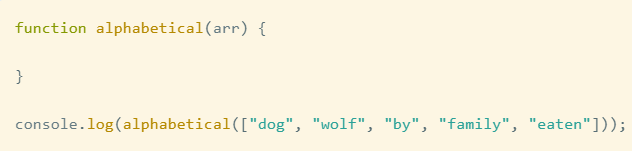 function alphabetical(arr) {
}
console.log(alphabetical(["dog", "wolf", "by", "family", "eaten"]));